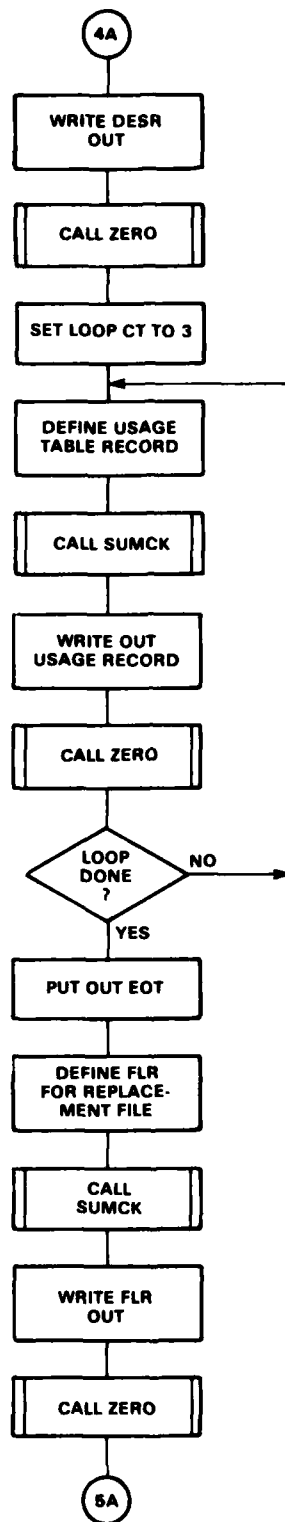 4A
WRITE DESR
OUT
CALL ZERO
SET LOOP CT TO 3
DEFINE USAGE
TABLE RECORD
CALL SUMCK
WRITE OUT
USAGE RECORD
CALL ZERO
LOOP
DONE
?
NO
YES
PUT OUT EOT
DEFINE FLR
FOR REPLACE-
MENT FILE
CALL
SUMCK
WRITE FLR
OUT
CALL ZERO
5A